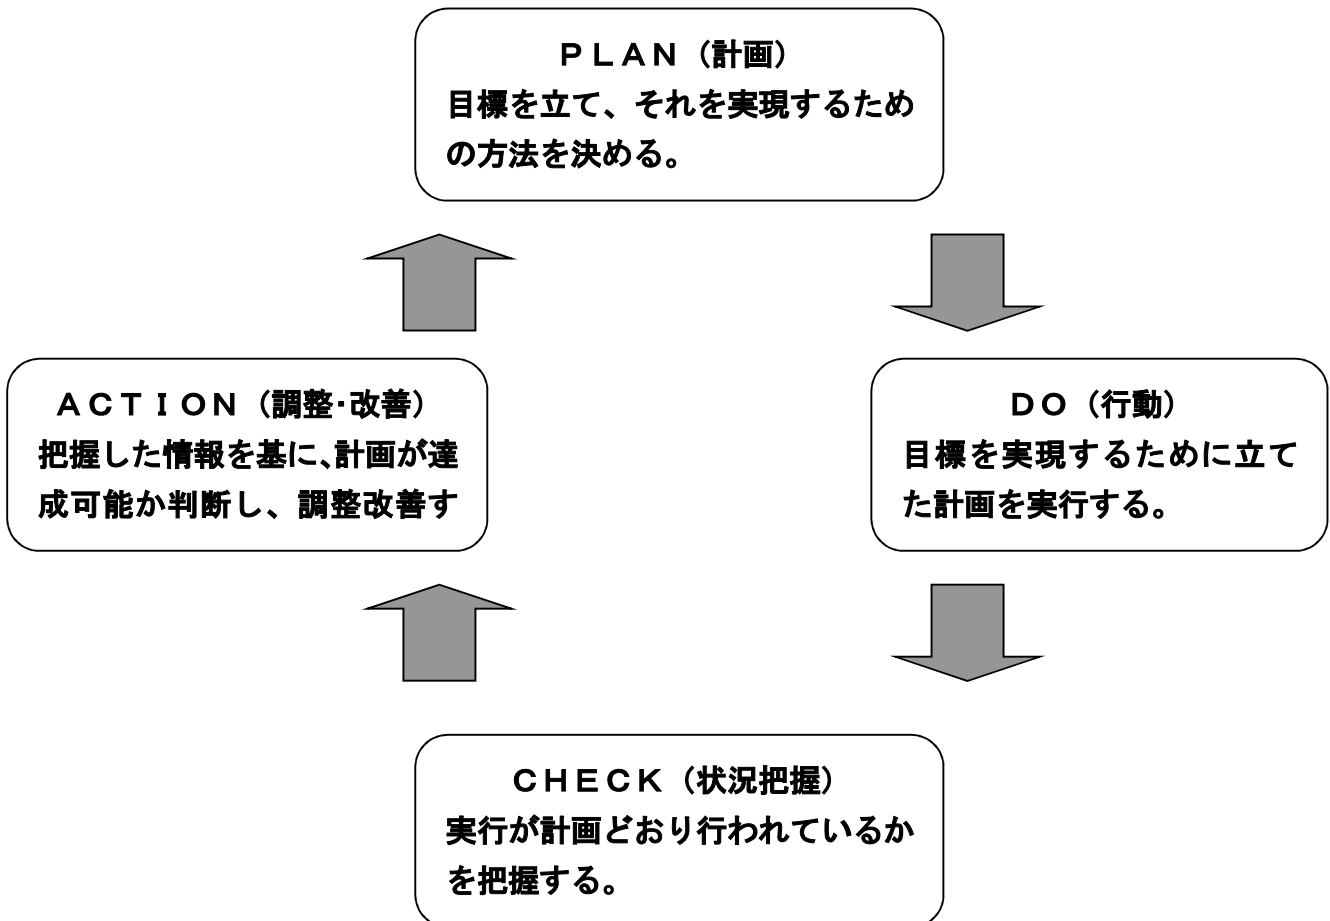 PLAN（計画）
目標を立て、それを実現するため
の方法を決める。
DO（行動）
目標を実現するために立て
た計画を実行する。
CHECK（状況把握）
実行が計画どおり行われているか
を把握する。
ACTION（調整・改善）
把握した情報を基に、計画が達
成可能か判断し、調整改善す